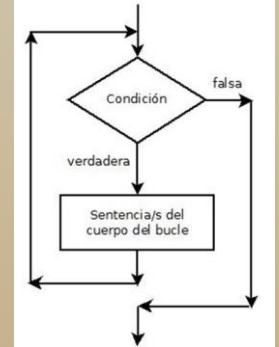 Condición
falsa
verdadera
Sentencia/s del
cuerpo del bucle